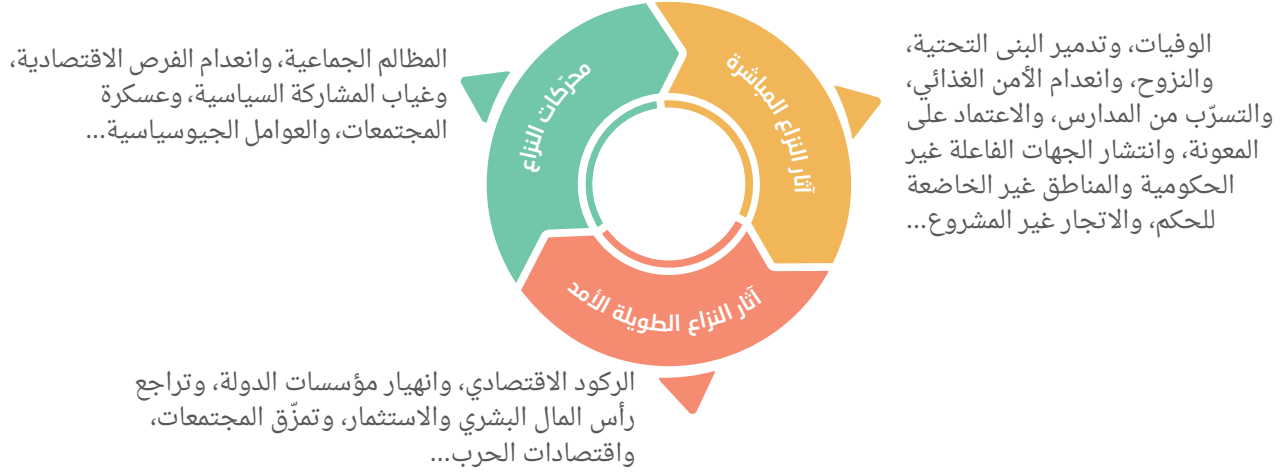 محرّكات النزاع
المظالم الجماعية، وانعدام الفرص الاقتصادية،
وغياب المشاركة السياسية، وعسكرة
المجتمعات، والعوامل الجيوسياسية...
آثار النزاع المباشرة
الوفيات، وتدمير البنى التحتية،
والنزوح، وانعدام الأمن الغذائي،
والتسرّب من المدارس، والاعتماد على
المعونة، وانتشار الجهات الفاعلة غير
الحكومية والمناطق غير الخاضعة
للحكم، والاتجار غير المشروع...
آثار النزاع الطويلة الأمد
الركود الاقتصادي، وانهيار مؤسسات الدولة، وتراجع
رأس المال البشري والاستثمار، وتمزّق المجتمعات،
واقتصادات الحرب...